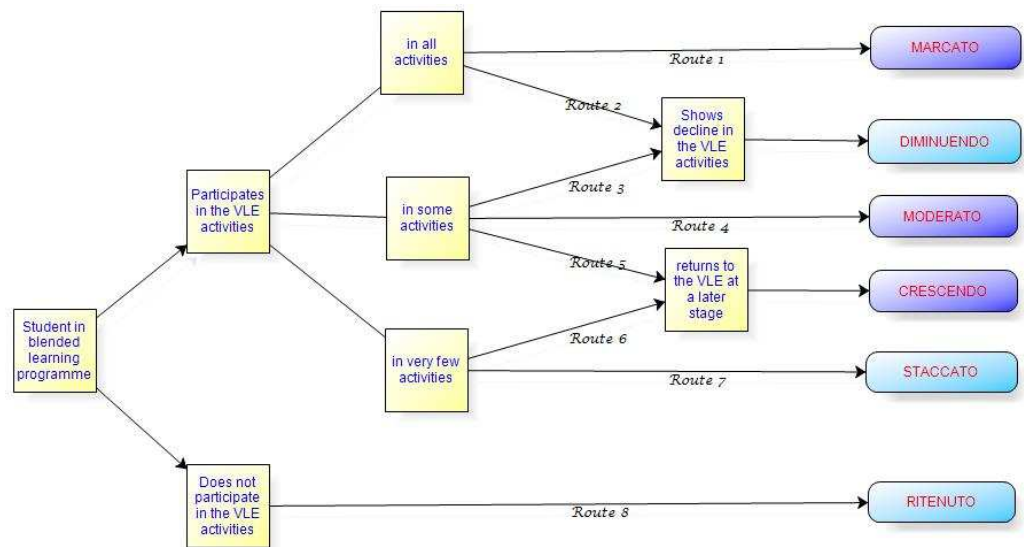 in all
activities
Route 1
MARCATO
Route 2
Shows
decline in
the VLE
activities
DIMINUENDO
Participates
in the VLE
activities
in some
activities
Route 3
Route 4
MODERATO
Route 5
returns to
the VLE at
a later
stage
CRESCENDO
Student in
blended
learning
programme
in very few
activities
Route 6
Route 7
STACCATO
Does not
participate
in the VLE
activities
Route 8
RITENUTO